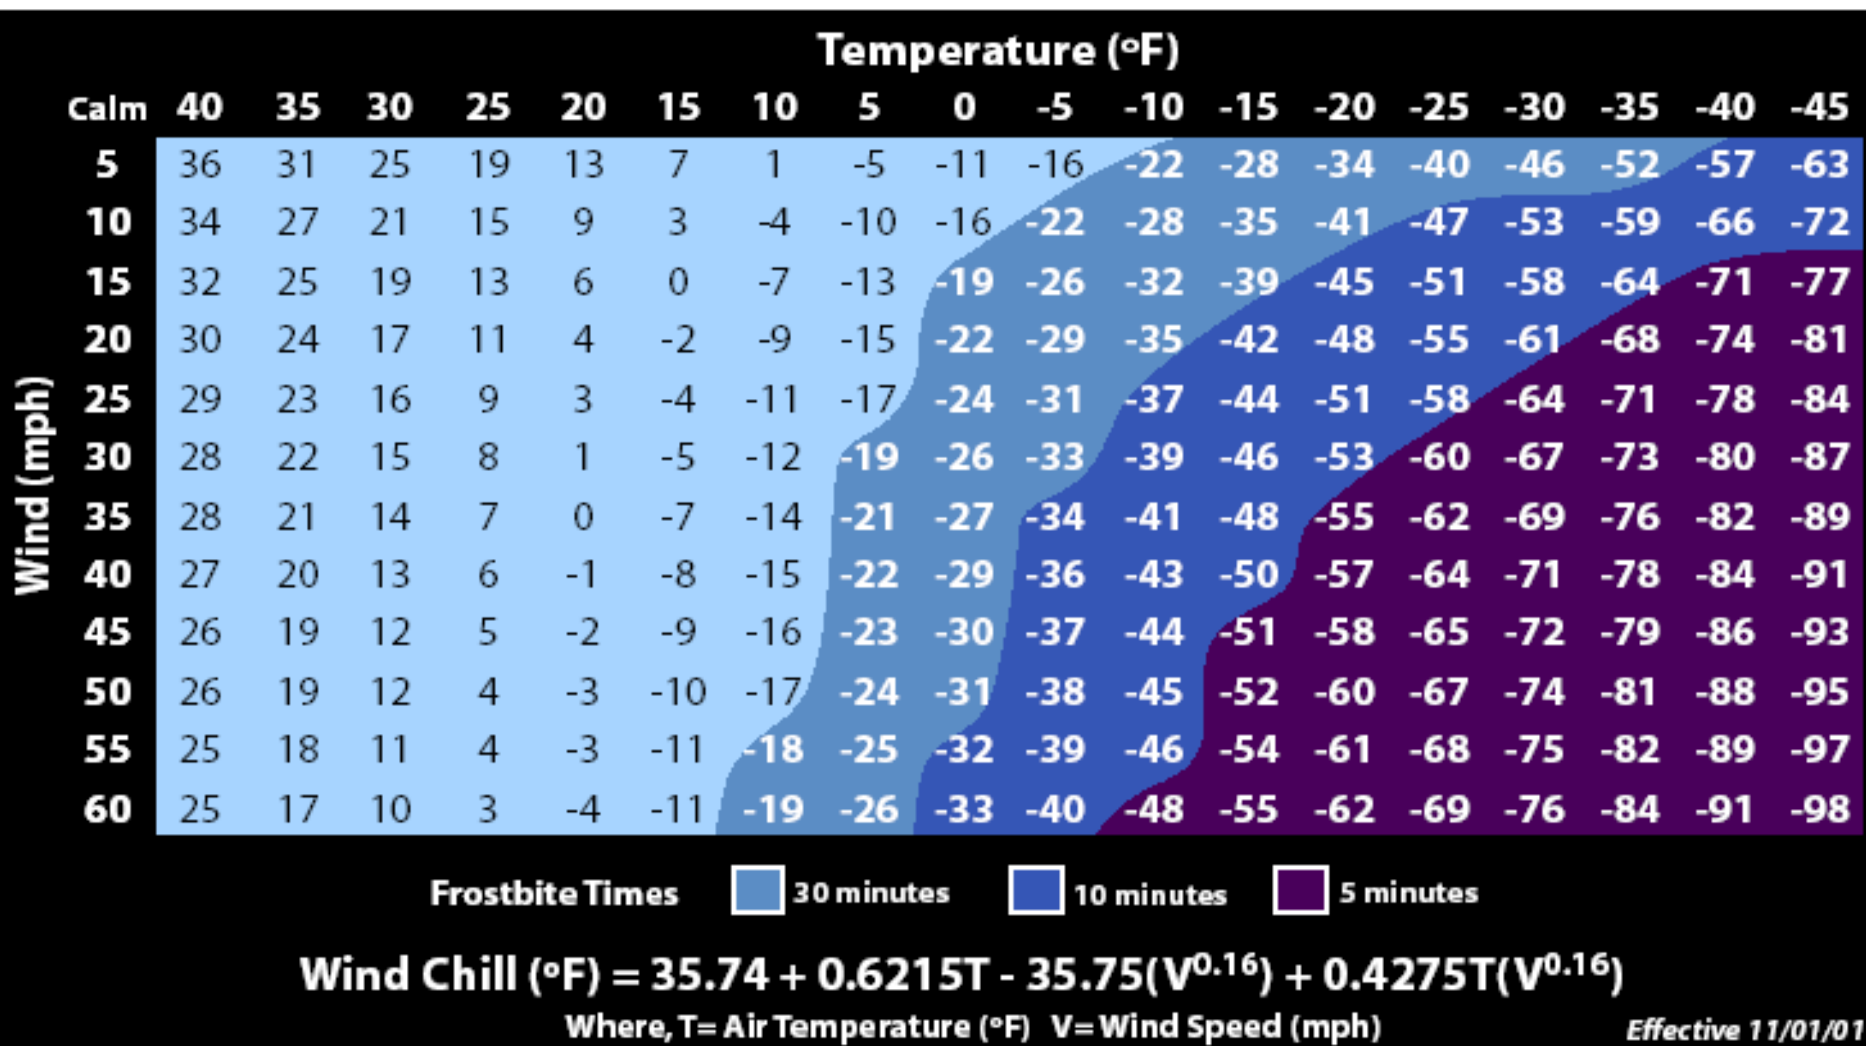 Temperature (ºF)
Calm 40 35 30 25 20 15 10 5 0 -5 -10 -15 -20 -25 -30 -35 -40 -45
Wind (mph)
5 36 31 25 19 13 7 1 -5 -11 -16 -22 -28 -34 -40 -46 -52 -57 -63
10 34 27 21 15 9 3 -4 -10 -16 -22 -28 -35 -41 -47 -53 -59 -66 -72
15 32 25 19 13 6 0 -7 -13 -19 -26 -32 -39 -45 -51 -58 -64 -71 -77
20 30 24 17 11 4 -2 -9 -15 -22 -29 -35 -42 -48 -55 -61 -68 -74 -81
25 29 23 16 9 3 -4 -11 -17 -24 -31 -37 -44 -51 -58 -64 -71 -78 -84
30 28 22 15 8 1 -5 -12 -19 -26 -33 -39 -46 -53 -60 -67 -73 -80 -87
35 28 21 14 7 0 -7 -14 -21 -27 -34 -41 -48 -55 -62 -69 -76 -82 -89
40 27 20 13 6 -1 -8 -15 -22 -29 -36 -43 -50 -57 -64 -71 -78 -84 -91
45 26 19 12 5 -2 -9 -16 -23 -30 -37 -44 -51 -58 -65 -72 -79 -86 -93
50 26 19 12 4 -3 -10 -17 -24 -31 -38 -45 -52 -60 -67 -74 -81 -88 -95
55 25 18 11 4 -3 -11 -18 -25 -32 -39 -46 -54 -61 -68 -75 -82 -89 -97
60 25 17 10 3 -4 -11 -19 -26 -33 -40 -48 -55 -62 -69 -76 -84 -91 -98
Frostbite Times 30 minutes 10 minutes 5 minutes
Wind Chill (ºF) = 35.74 + 0.6215T - 35.75(V⁰·¹⁶) + 0.4275T(V⁰·¹⁶)
Where, T= Air Temperature (ºF) V= Wind Speed (mph)
Effective 11/01/01